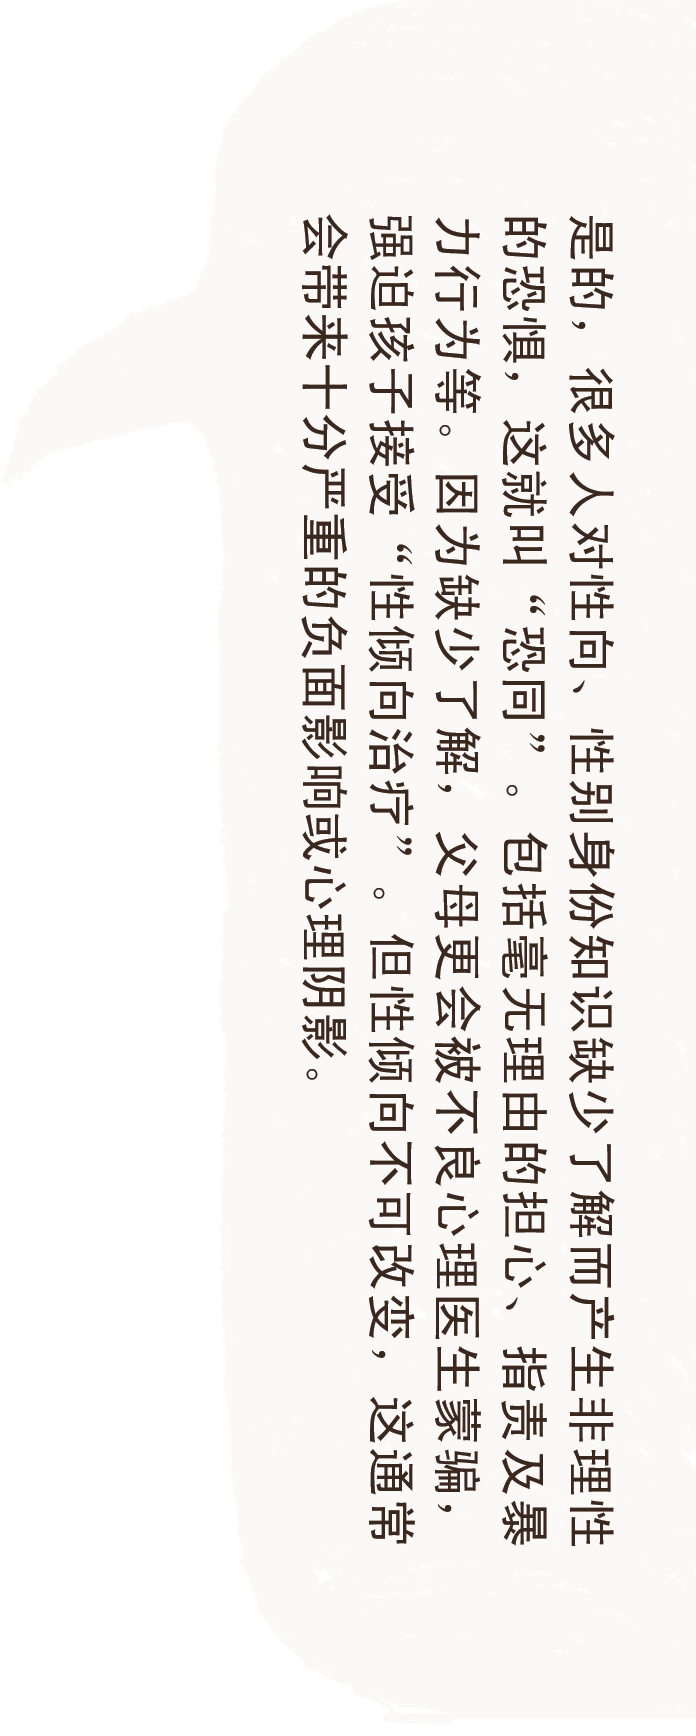 是的，很多人对性向、性别身份知识缺少了解而产生非理性
的恐惧，这就叫“恐同”。包括毫无理由的担心、指责及暴
力行为等。因为缺少了解，父母更会被不良心理医生蒙骗，
强迫孩子接受“性倾向治疗”。但性倾向不可改变，这通常
会带来十分严重的负面影响或心理阴影。